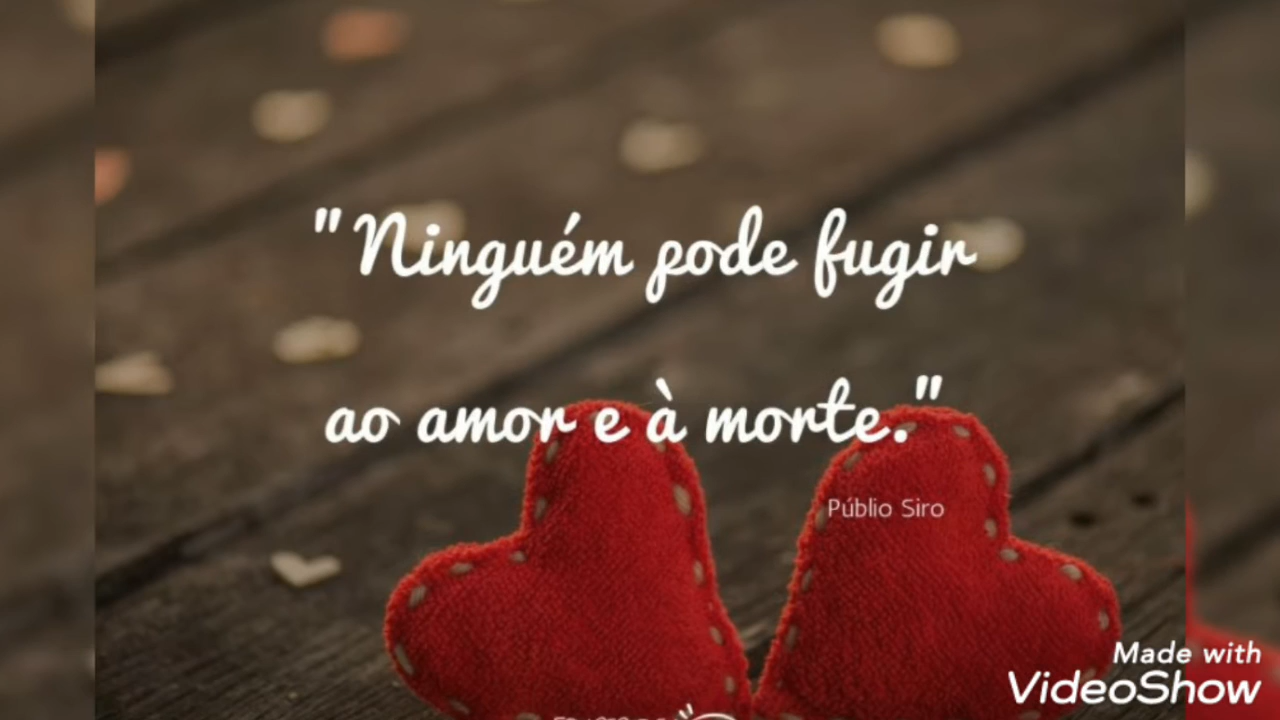 "Ninguém pode fugir
ao amor e à morte."
Públio Siro
Made with
VideoShow